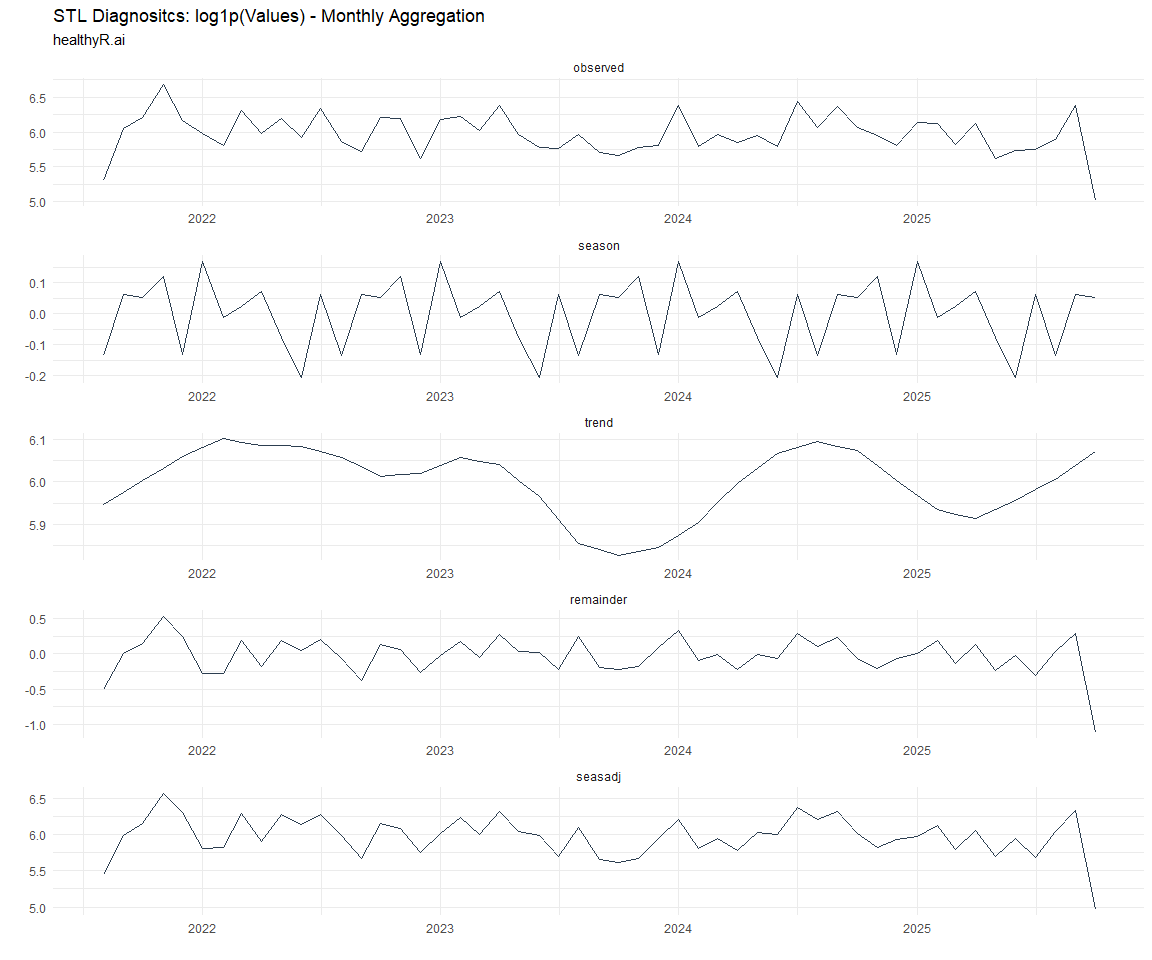 STL Diagnositcs: log1p(Values) - Monthly Aggregation
healthyR.ai
observed
6.5
6.0
5.5
5.0
2022 2023 2024 2025
season
0.1
0.0
-0.1
-0.2
2022 2023 2024 2025
trend
6.1
6.0
5.9
2022 2023 2024 2025
remainder
0.5
0.0
-0.5
-1.0
2022 2023 2024 2025
seasadj
6.5
6.0
5.5
5.0
2022 2023 2024 2025